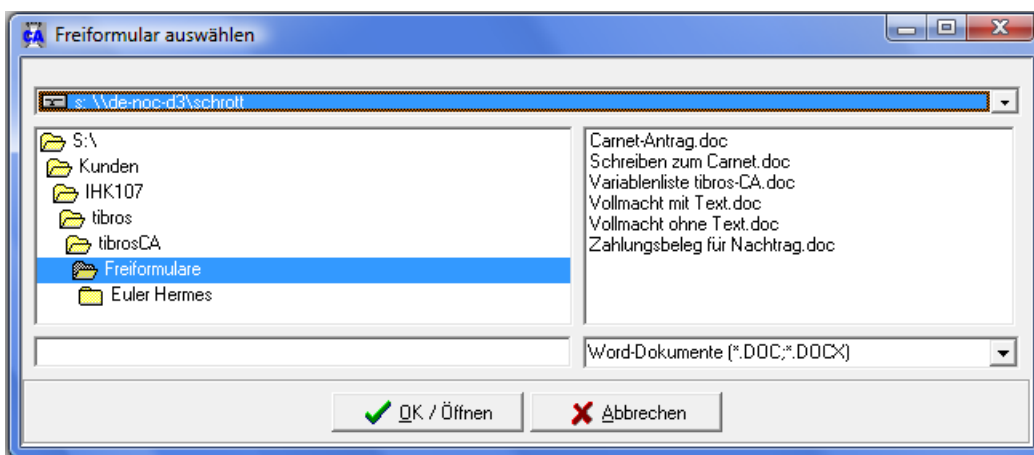 CA Freiformular auswählen
s: \\de-noc-d3\schrott
S:\
Kunden
IHK107
tibros
tibrosCA
Freiformulare
Euler Hermes
Carnet-Antrag.doc
Schreiben zum Carnet.doc
Variablenliste tibros-CA.doc
Vollmacht mit Text.doc
Vollmacht ohne Text.doc
Zahlungsbeleg für Nachtrag.doc
Word-Dokumente (*.DOC;*.DOCX)
OK / Öffnen
Abbrechen